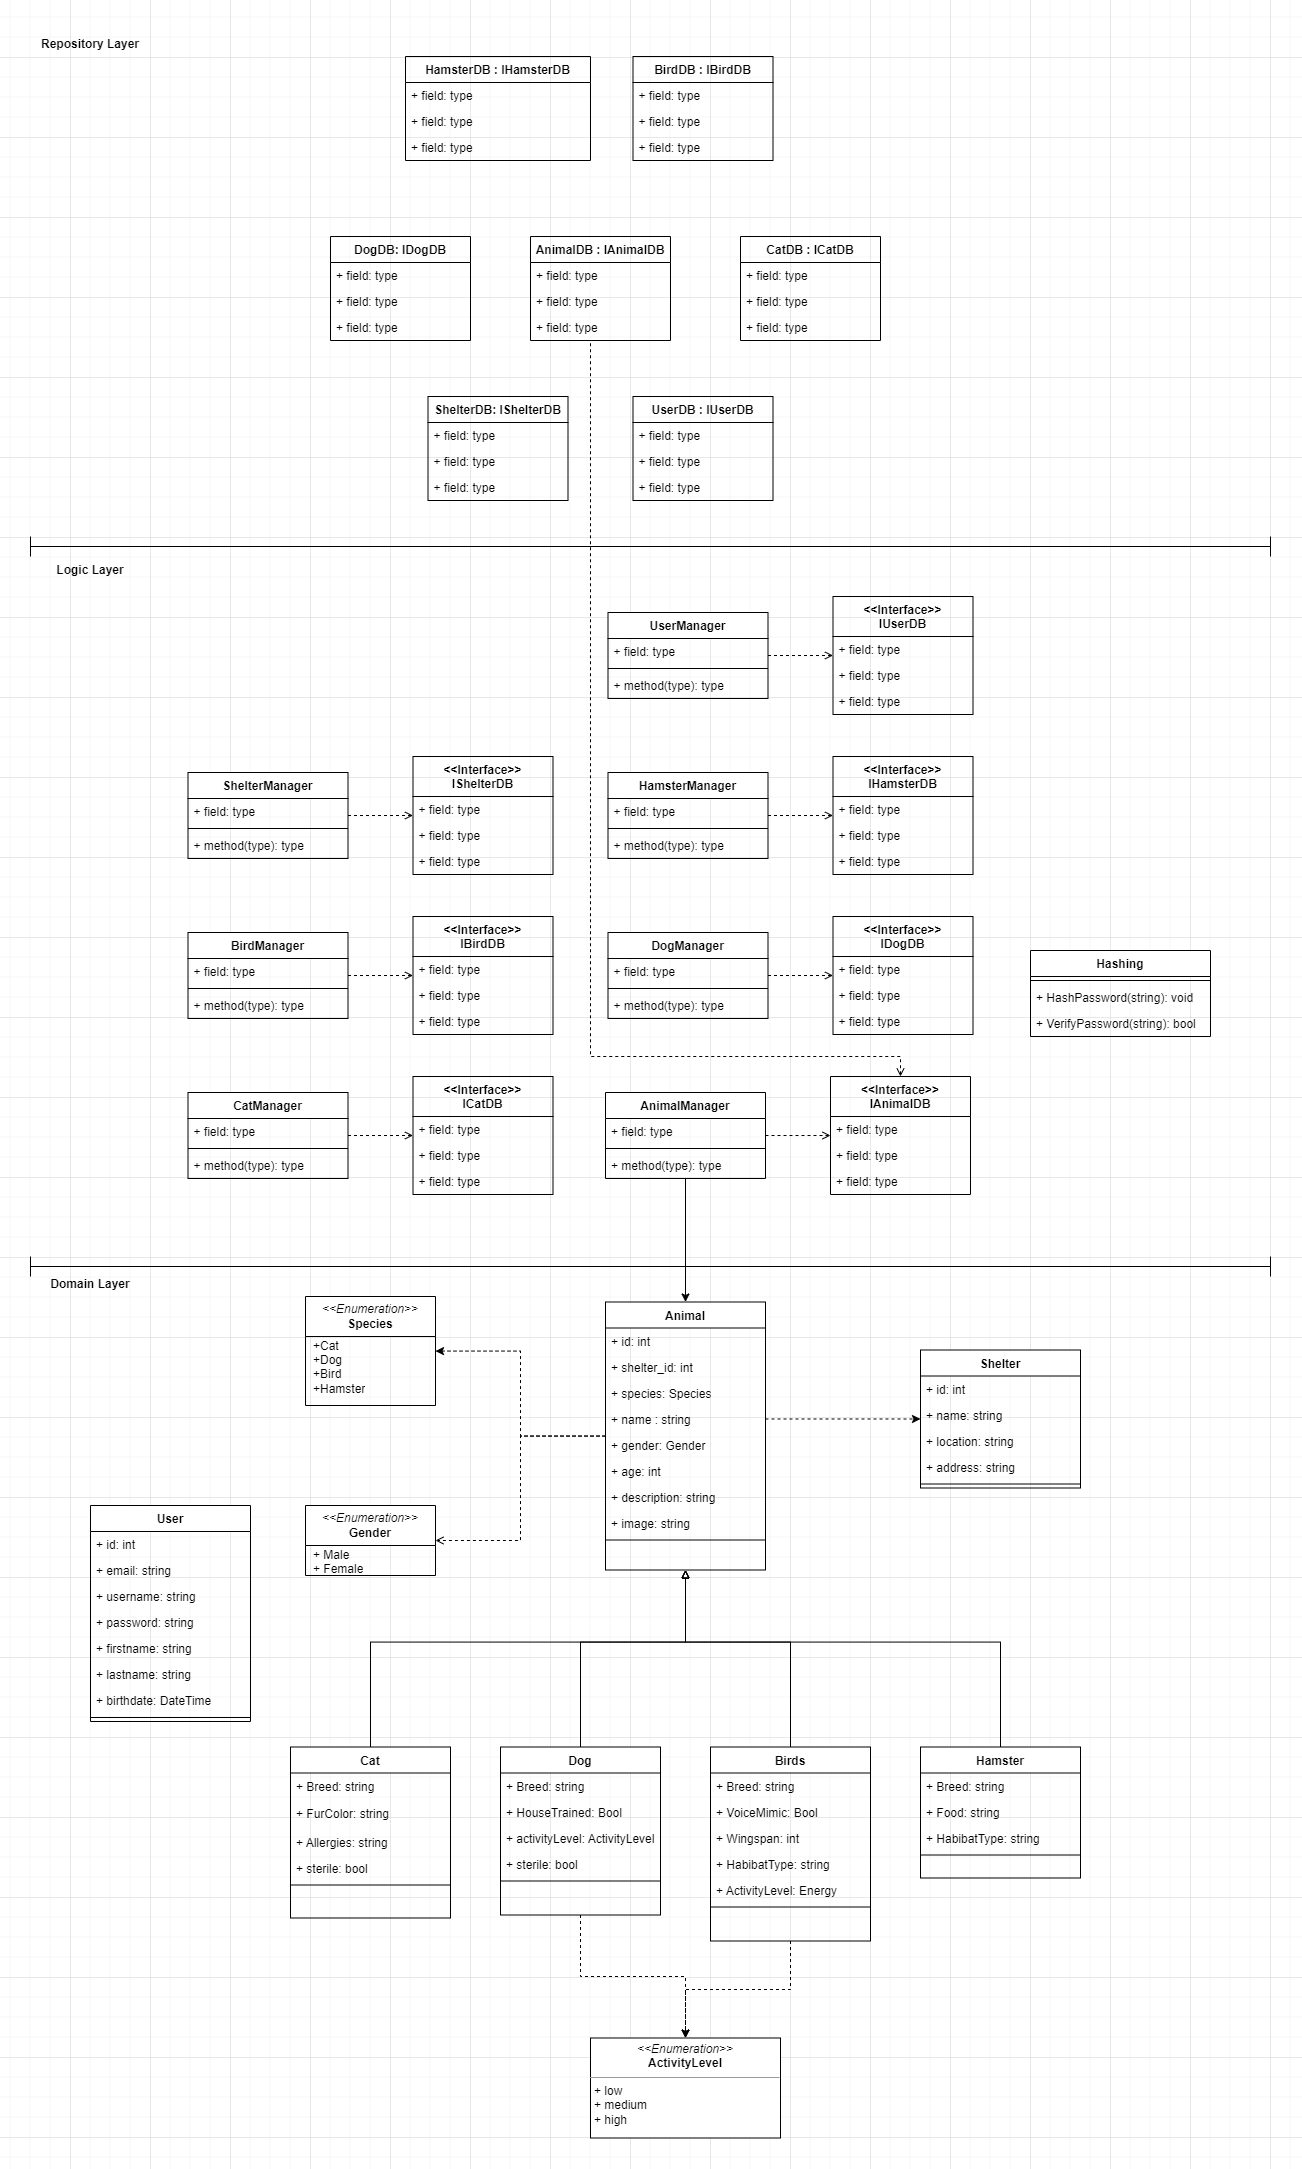 Repository Layer
HamsterDB : IHamsterDB
+ field: type
+ field: type
+ field: type
BirdDB : IBirdDB
+ field: type
+ field: type
+ field: type
DogDB: IDogDB
+ field: type
+ field: type
+ field: type
AnimalDB : IAnimalDB
+ field: type
+ field: type
+ field: type
CatDB : ICatDB
+ field: type
+ field: type
+ field: type
ShelterDB: IShelterDB
+ field: type
+ field: type
+ field: type
UserDB : IUserDB
+ field: type
+ field: type
+ field: type
Logic Layer
UserManager
+ field: type
+ method(type): type
<<Interface>>
IUserDB
+ field: type
+ field: type
+ field: type
ShelterManager
+ field: type
+ method(type): type
<<Interface>>
IShelterDB
+ field: type
+ field: type
+ field: type
HamsterManager
+ field: type
+ method(type): type
<<Interface>>
IHamsterDB
+ field: type
+ field: type
+ field: type
BirdManager
+ field: type
+ method(type): type
<<Interface>>
IBirdDB
+ field: type
+ field: type
+ field: type
DogManager
+ field: type
+ method(type): type
<<Interface>>
IDogDB
+ field: type
+ field: type
+ field: type
Hashing
+ HashPassword(string): void
+ VerifyPassword(string): bool
CatManager
+ field: type
+ method(type): type
<<Interface>>
ICatDB
+ field: type
+ field: type
+ field: type
AnimalManager
+ field: type
+ method(type): type
<<Interface>>
IAnimalDB
+ field: type
+ field: type
+ field: type
Domain Layer
<<Enumeration>>
Species
+Cat
+Dog
+Bird
+Hamster
Animal
+ id: int
+ shelter_id: int
+ species: Species
+ name : string
+ gender: Gender
+ age: int
+ description: string
+ image: string
Shelter
+ id: int
+ name: string
+ location: string
+ address: string
User
+ id: int
+ email: string
+ username: string
+ password: string
+ firstname: string
+ lastname: string
+ birthdate: DateTime
<<Enumeration>>
Gender
+ Male
+ Female
Cat
+ Breed: string
+ FurColor: string
+ Allergies: string
+ sterile: bool
Dog
+ Breed: string
+ HouseTrained: Bool
+ activityLevel: ActivityLevel
+ sterile: bool
Birds
+ Breed: string
+ VoiceMimic: Bool
+ Wingspan: int
+ HabibatType: string
+ ActivityLevel: Energy
Hamster
+ Breed: string
+ Food: string
+ HabibatType: string
<<Enumeration>>
ActivityLevel
+ low
+ medium
+ high